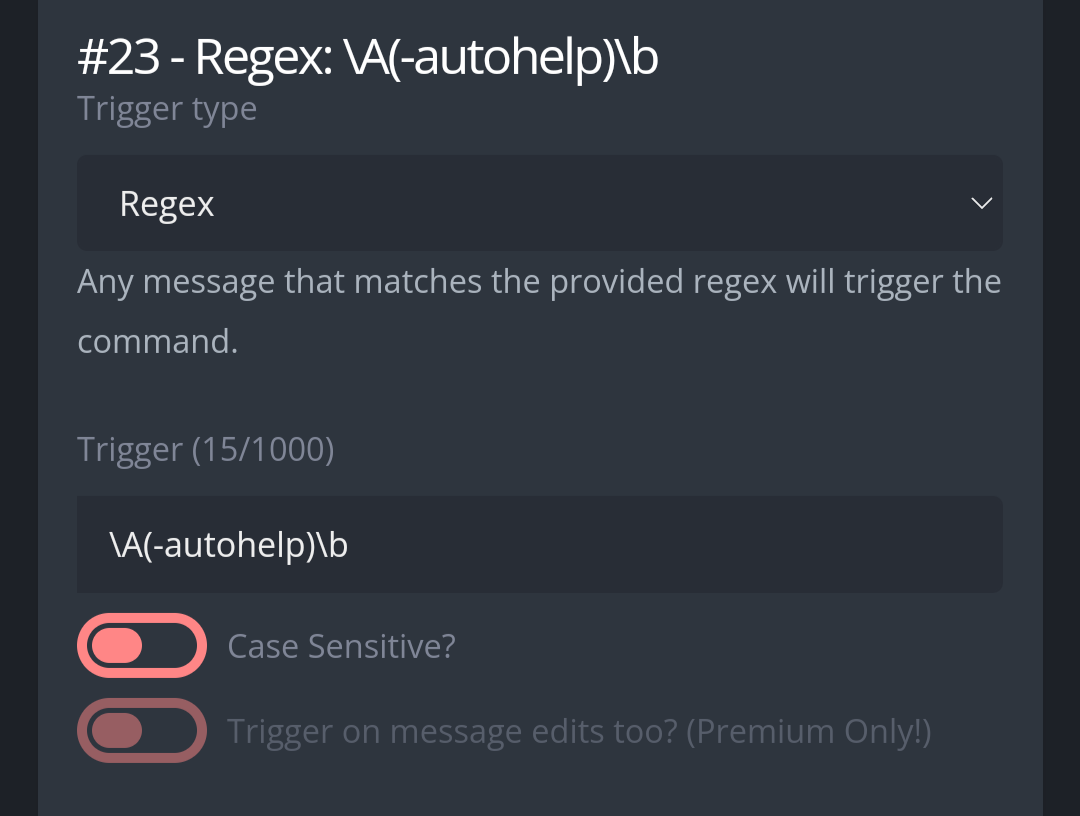 #23 - Regex: \A(-autohelp)\b
Trigger type
Regex
Any message that matches the provided regex will trigger the
command.
Trigger (15/1000)
\A(-autohelp)\b
Case Sensitive?
Trigger on message edits too? (Premium Only!)